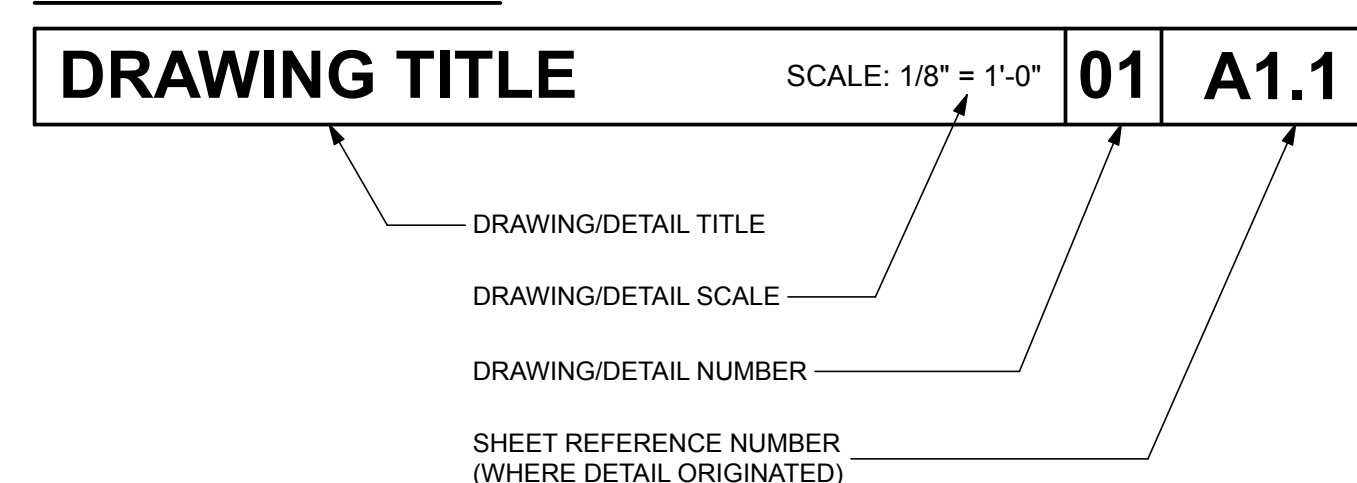 DRAWING TITLE SCALE: 1/8" = 1'-0" 01 A1.1
DRAWING/DETAIL TITLE
DRAWING/DETAIL SCALE
DRAWING/DETAIL NUMBER
SHEET REFERENCE NUMBER
(WHERE DETAIL ORIGINATED)